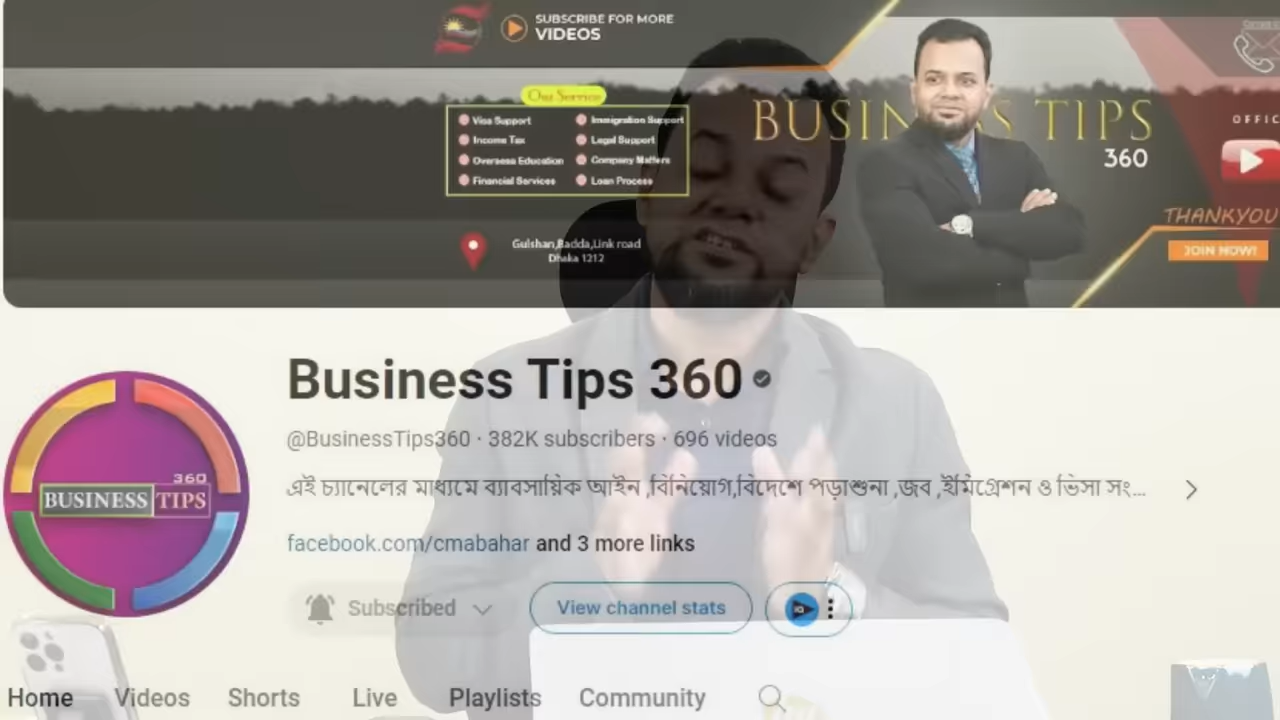 SUBSCRIBE FOR MORE
VIDEOS
Our Service
Visa Support
Immigration Support
Income Tax
Legal Support
Overseas Education
Company Matters
Financial Services
Loan Process
Gulshan,Badda,Link road
Dhaka 1212
BUSIN S TIPS
360
OFFIC
THANKYOU
JOIN NOW!
Business Tips 360
@BusinessTips360 · 382K subscribers · 696 videos
এই চ্যানেলের মাধ্যমে ব্যাবসায়িক আইন ,বিনিয়োগ,বিদেশে পড়াশুনা ,জব ,ইমিগ্রেশন ও ভিসা সং...
facebook.com/cmabahar and 3 more links
360
BUSINESS TIPS
Subscribed
View channel stats
Home Videos Shorts Live Playlists Community